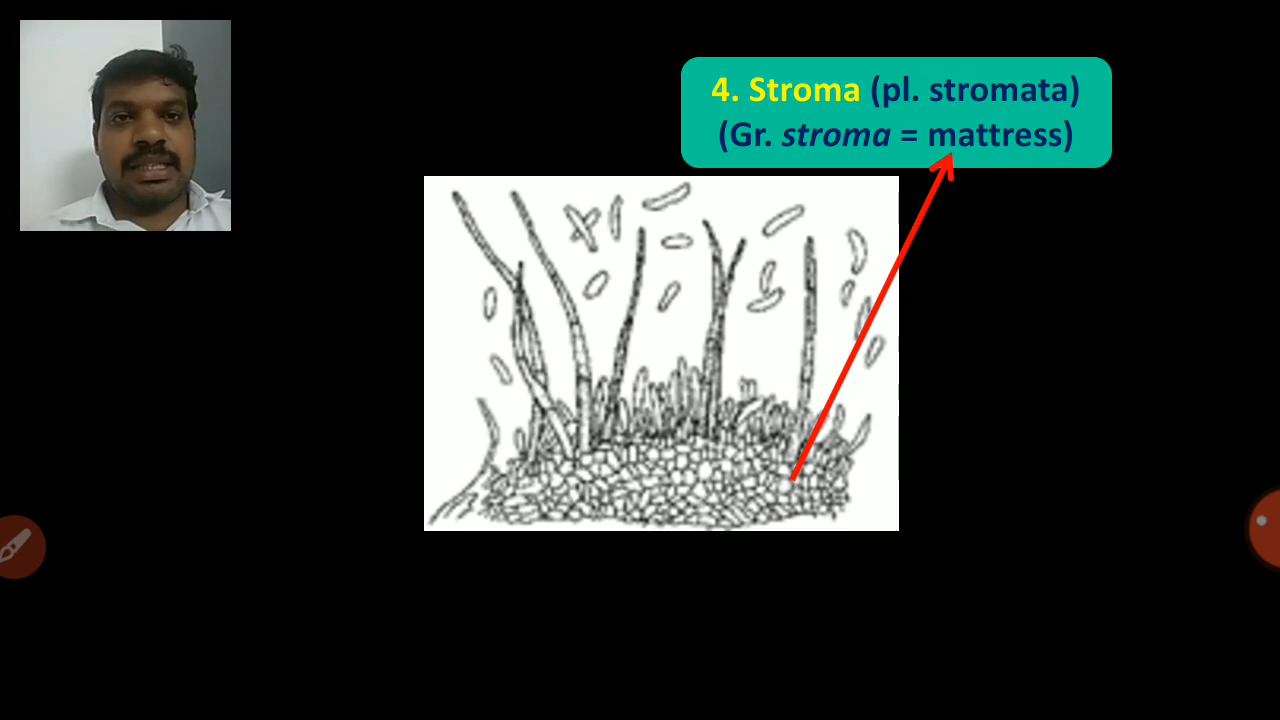 4. Stroma (pl. stromata)
(Gr. stroma = mattress)